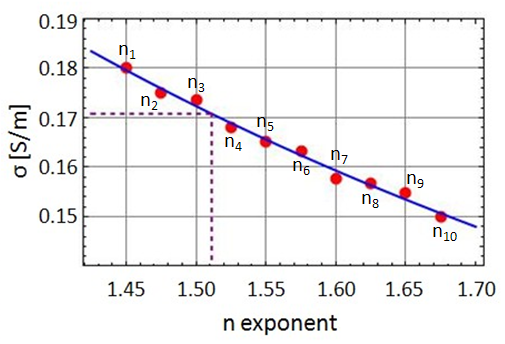 0.19
0.18
0.17
0.16
0.15
σ [S/m]
n₁
n₂
n₃
n₄
n₅
n₆
n₇
n₈
n₉
n₁₀
1.45 1.50 1.55 1.60 1.65 1.70
n exponent